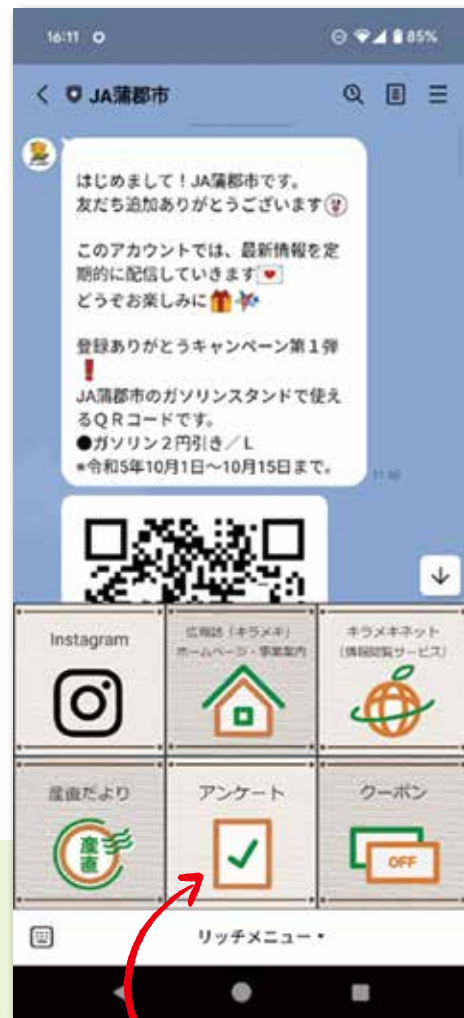 16:11
85%
JA蒲郡市
はじめまして！JA蒲郡市です。
友だち追加ありがとうございます
このアカウントでは、最新情報を定
期的に配信していきます💌
どうぞお楽しみに🎁
登録ありがとうキャンペーン第１弾
❗
JA蒲郡市のガソリンスタンドで使え
るＱＲコードです。
●ガソリン２円引き／L
*令和5年10月1日〜10月15日まで。
Instagram
広報誌（キラメキ）
ホームページ・事業案内
キラメキネット
（情報閲覧サービス）
産直だより
産直
アンケート
クーポン
OFF
リッチメニュー